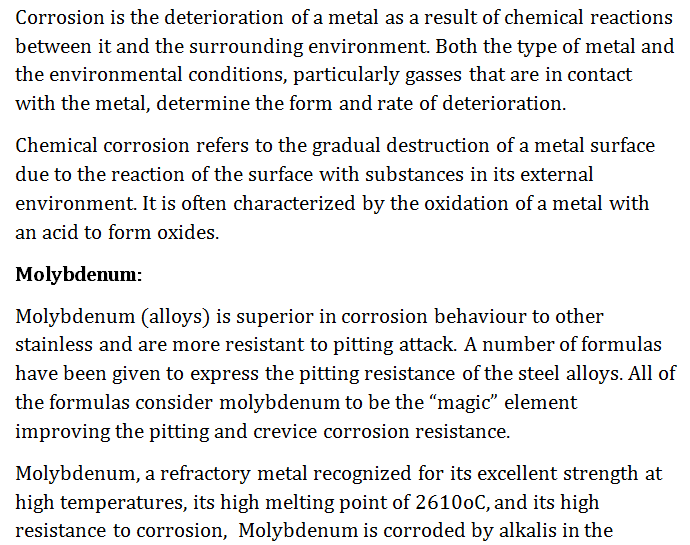 Corrosion is the deterioration of a metal as a result of chemical reactions
between it and the surrounding environment. Both the type of metal and
the environmental conditions, particularly gasses that are in contact
with the metal, determine the form and rate of deterioration.
Chemical corrosion refers to the gradual destruction of a metal surface
due to the reaction of the surface with substances in its external
environment. It is often characterized by the oxidation of a metal with
an acid to form oxides.
Molybdenum:
Molybdenum (alloys) is superior in corrosion behaviour to other
stainless and are more resistant to pitting attack. A number of formulas
have been given to express the pitting resistance of the steel alloys. All of
the formulas consider molybdenum to be the “magic” element
improving the pitting and crevice corrosion resistance.
Molybdenum, a refractory metal recognized for its excellent strength at
high temperatures, its high melting point of 2610oC, and its high
resistance to corrosion,  Molybdenum is corroded by alkalis in the